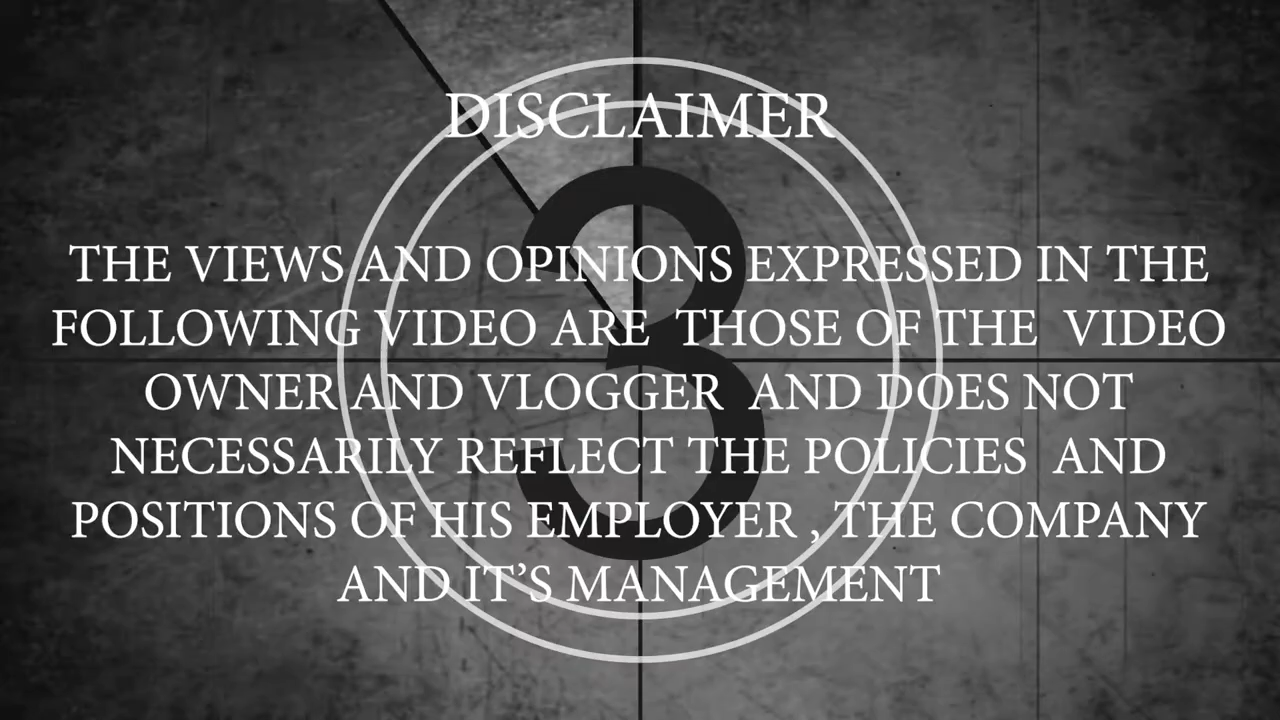 DISCLAIMER
3
THE VIEWS AND OPINIONS EXPRESSED IN THE
FOLLOWING VIDEO ARE THOSE OF THE VIDEO
OWNER AND VLOGGER AND DOES NOT
NECESSARILY REFLECT THE POLICIES AND
POSITIONS OF HIS EMPLOYER , THE COMPANY
AND IT’S MANAGEMENT